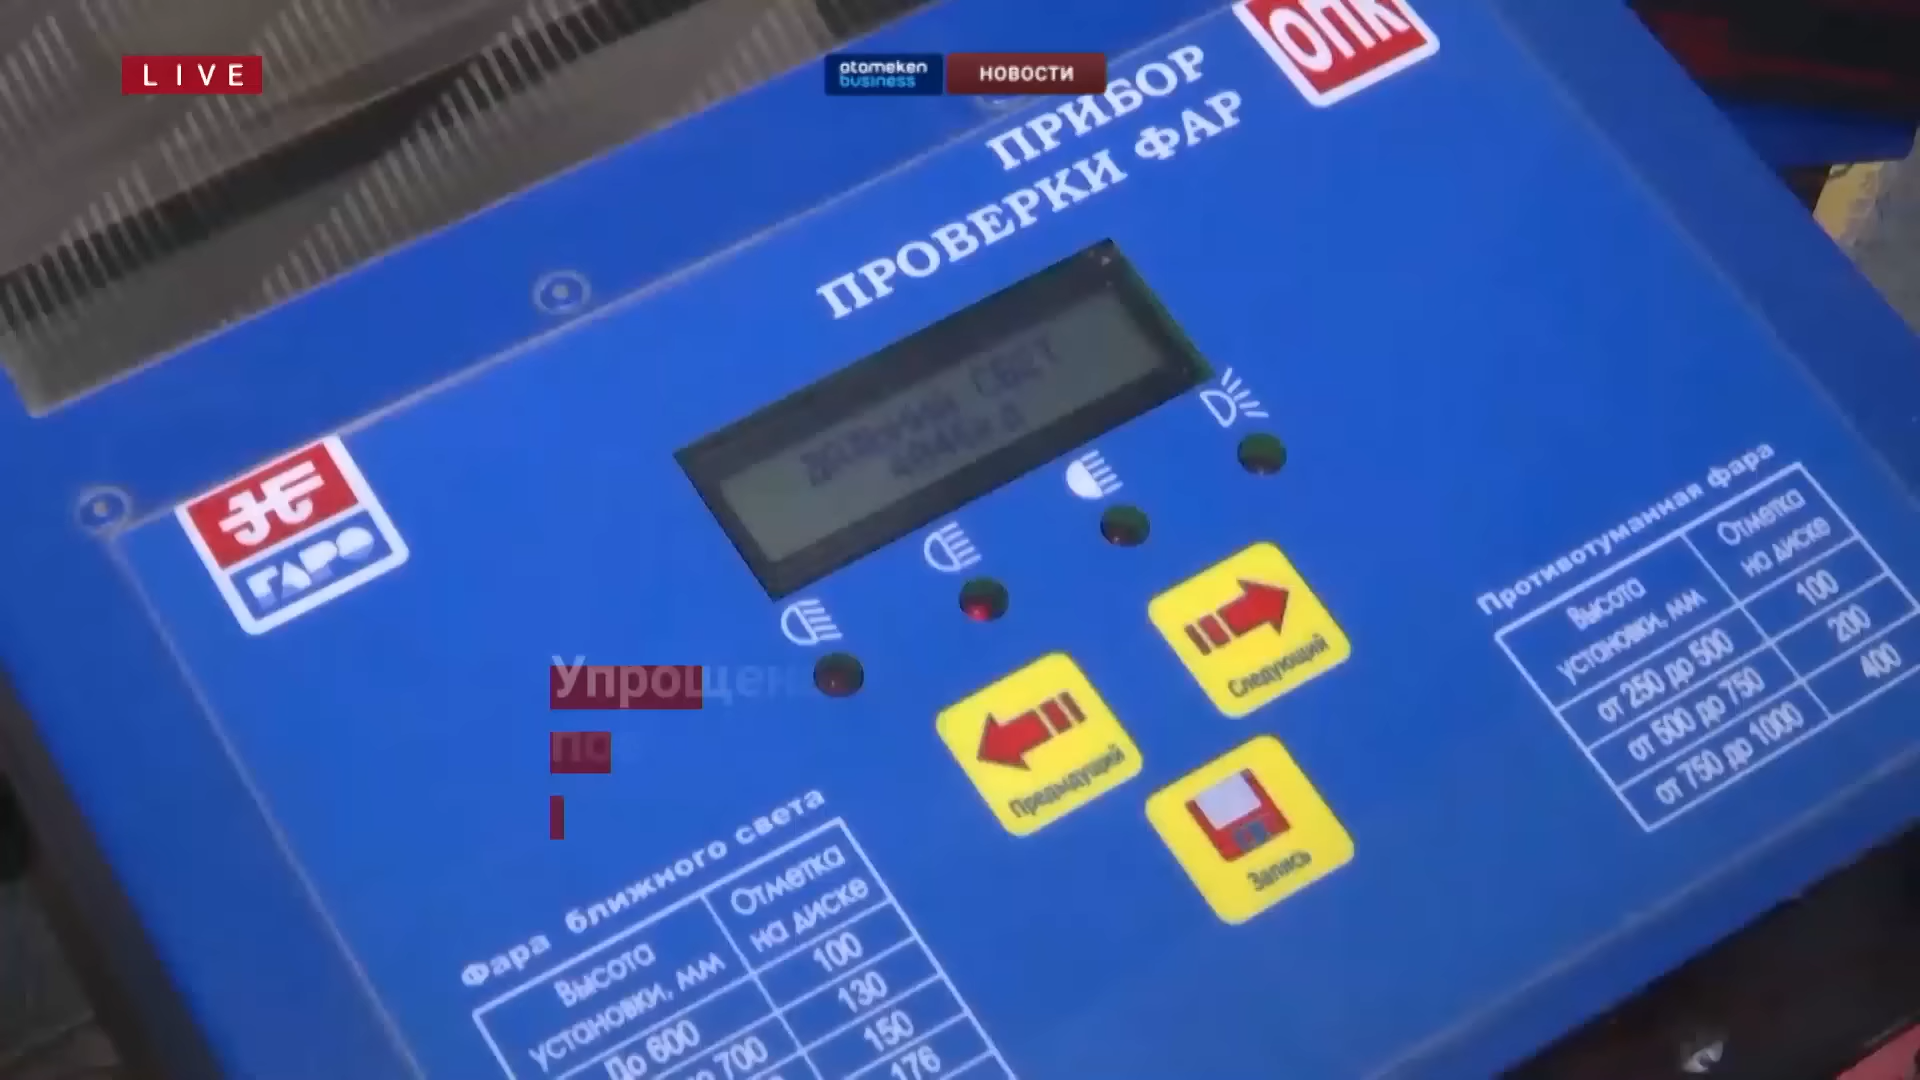 LIVE
atameken
business
НОВОСТИ
ОПК
ПРИБОР
ПРОВЕРКИ ФАР
ГАРО
Противотуманная фара
Высота
установки, мм
Отметка
на диске
от 250 до 500
100
от 500 до 750
200
от 750 до 1000
400
Следующий
Предыдущий
Запись
Фара ближнего света
Высота
установки, мм
Отметка
на диске
До 600
100
700
130
150
176